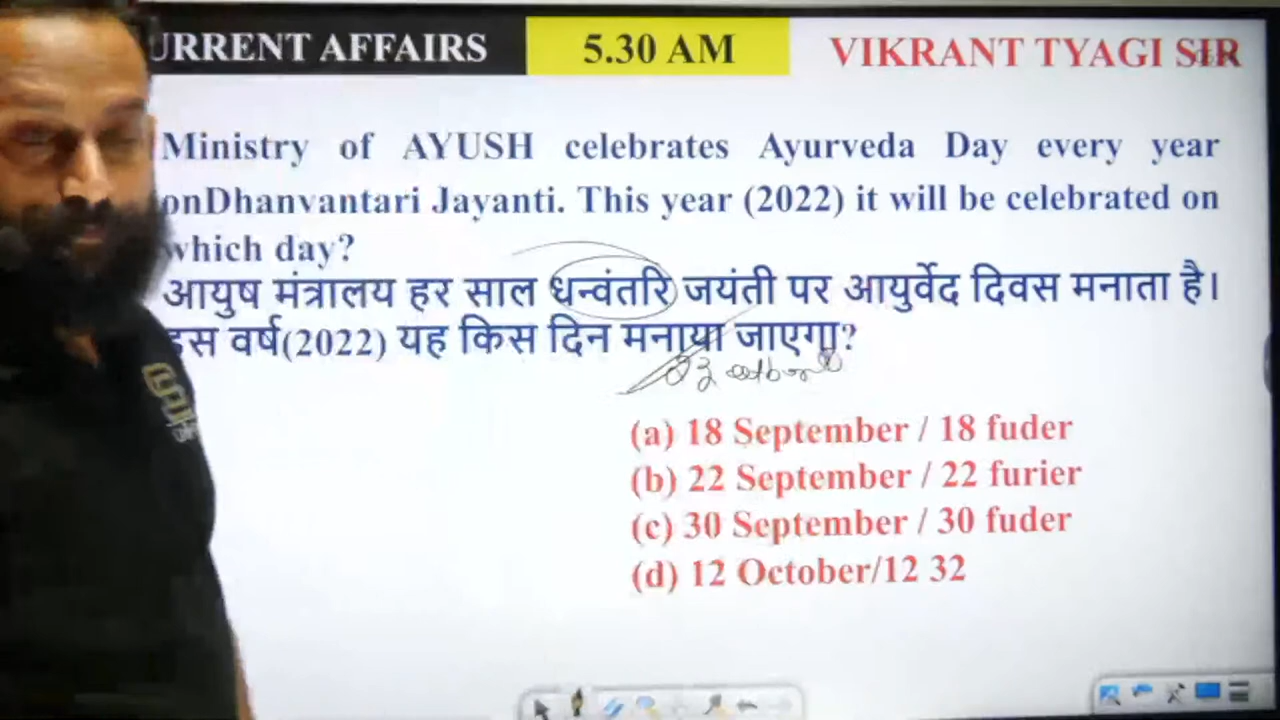 URRENT AFFAIRS
5.30 AM
VIKRANT TYAGI SIR
Ministry of AYUSH celebrates Ayurveda Day every year
onDhanvantari Jayanti. This year (2022) it will be celebrated on
which day?
आयुष मंत्रालय हर साल धन्वंतरि जयंती पर आयुर्वेद दिवस मनाता है।
इस वर्ष(2022) यह किस दिन मनाया जाएगा?
(a) 18 September / 18 fuder
(b) 22 September / 22 furier
(c) 30 September / 30 fuder
(d) 12 October/12 32